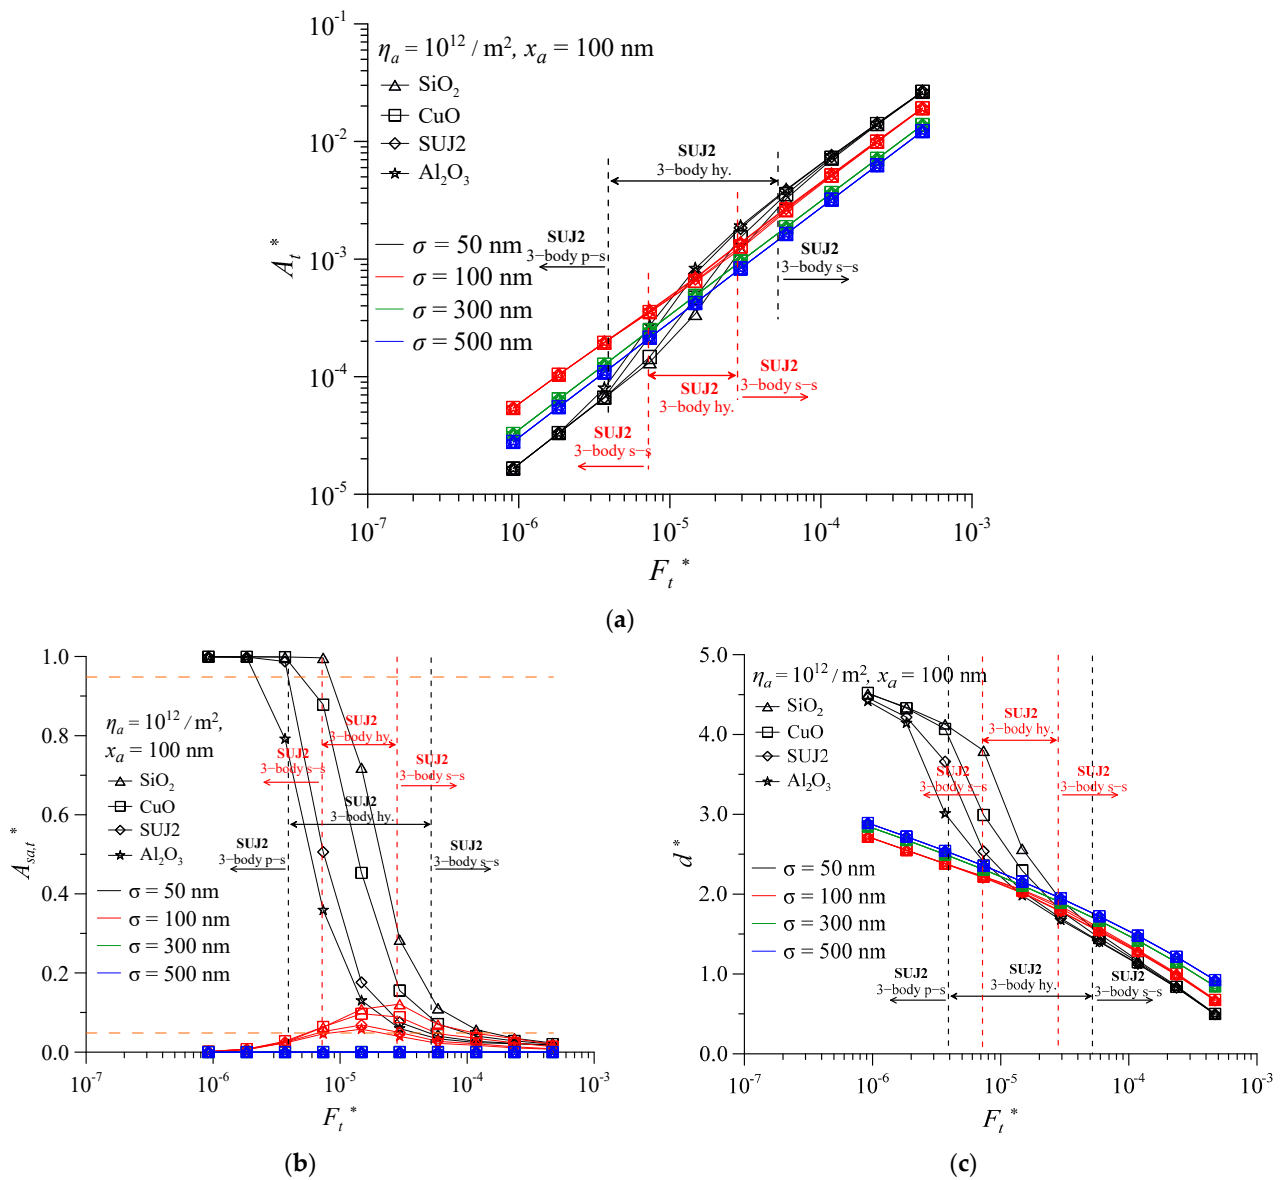 10⁻¹
ηₐ = 10¹² / m², xₐ = 100 nm
SiO₂
CuO
SUJ2
Al₂O₃
10⁻²
SUJ2
3−body hy.
σ = 50 nm
σ = 100 nm
σ = 300 nm
σ = 500 nm
SUJ2
3−body p−s
SUJ2
3−body s−s
Aₜ*
10⁻³
SUJ2
3−body hy.
SUJ2
3−body s−s
10⁻⁴
SUJ2
3−body s−s
10⁻⁵
10⁻⁷ 10⁻⁶ 10⁻⁵ 10⁻⁴ 10⁻³
Fₜ*
(a)
1.0
ηₐ = 10¹² / m²,
xₐ = 100 nm
SiO₂
CuO
SUJ2
Al₂O₃
SUJ2
3−body hy.
SUJ2
3−body s−s
SUJ2
3−body s−s
0.8
SUJ2
3−body hy.
SUJ2
3−body p−s
SUJ2
3−body s−s
0.6
A_{sa,t}*
σ = 50 nm
σ = 100 nm
σ = 300 nm
σ = 500 nm
0.4
0.2
0.0
10⁻⁷ 10⁻⁶ 10⁻⁵ 10⁻⁴ 10⁻³
Fₜ*
(b)
5.0
ηₐ = 10¹² / m², xₐ = 100 nm
SiO₂
CuO
SUJ2
Al₂O₃
SUJ2
3−body hy.
4.0
SUJ2
3−body s−s
SUJ2
3−body s−s
3.0
d*
σ = 50 nm
σ = 100 nm
σ = 300 nm
σ = 500 nm
2.0
SUJ2
3−body p−s
SUJ2
3−body hy.
SUJ2
3−body s−s
1.0
0.0
10⁻⁷ 10⁻⁶ 10⁻⁵ 10⁻⁴ 10⁻³
Fₜ*
(c)